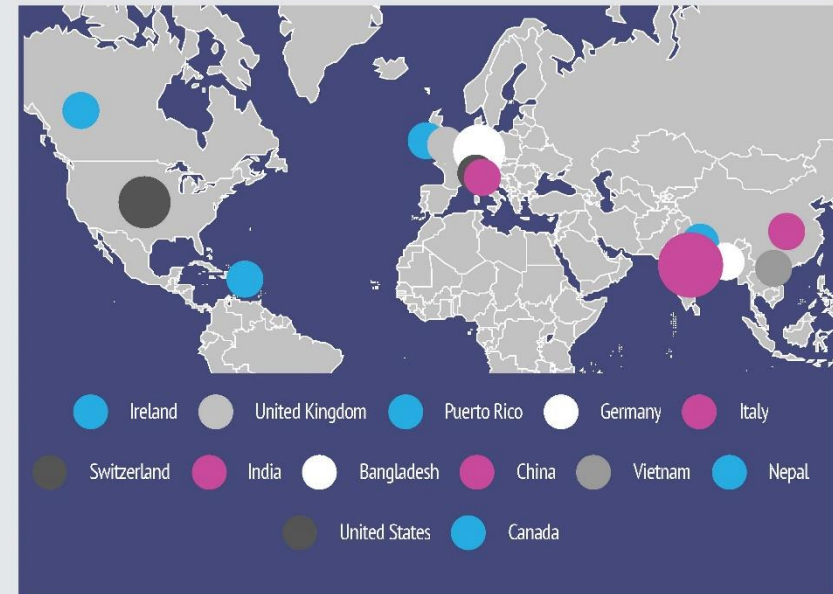 Ireland United Kingdom Puerto Rico Germany Italy
Switzerland India Bangladesh China Vietnam Nepal
United States Canada